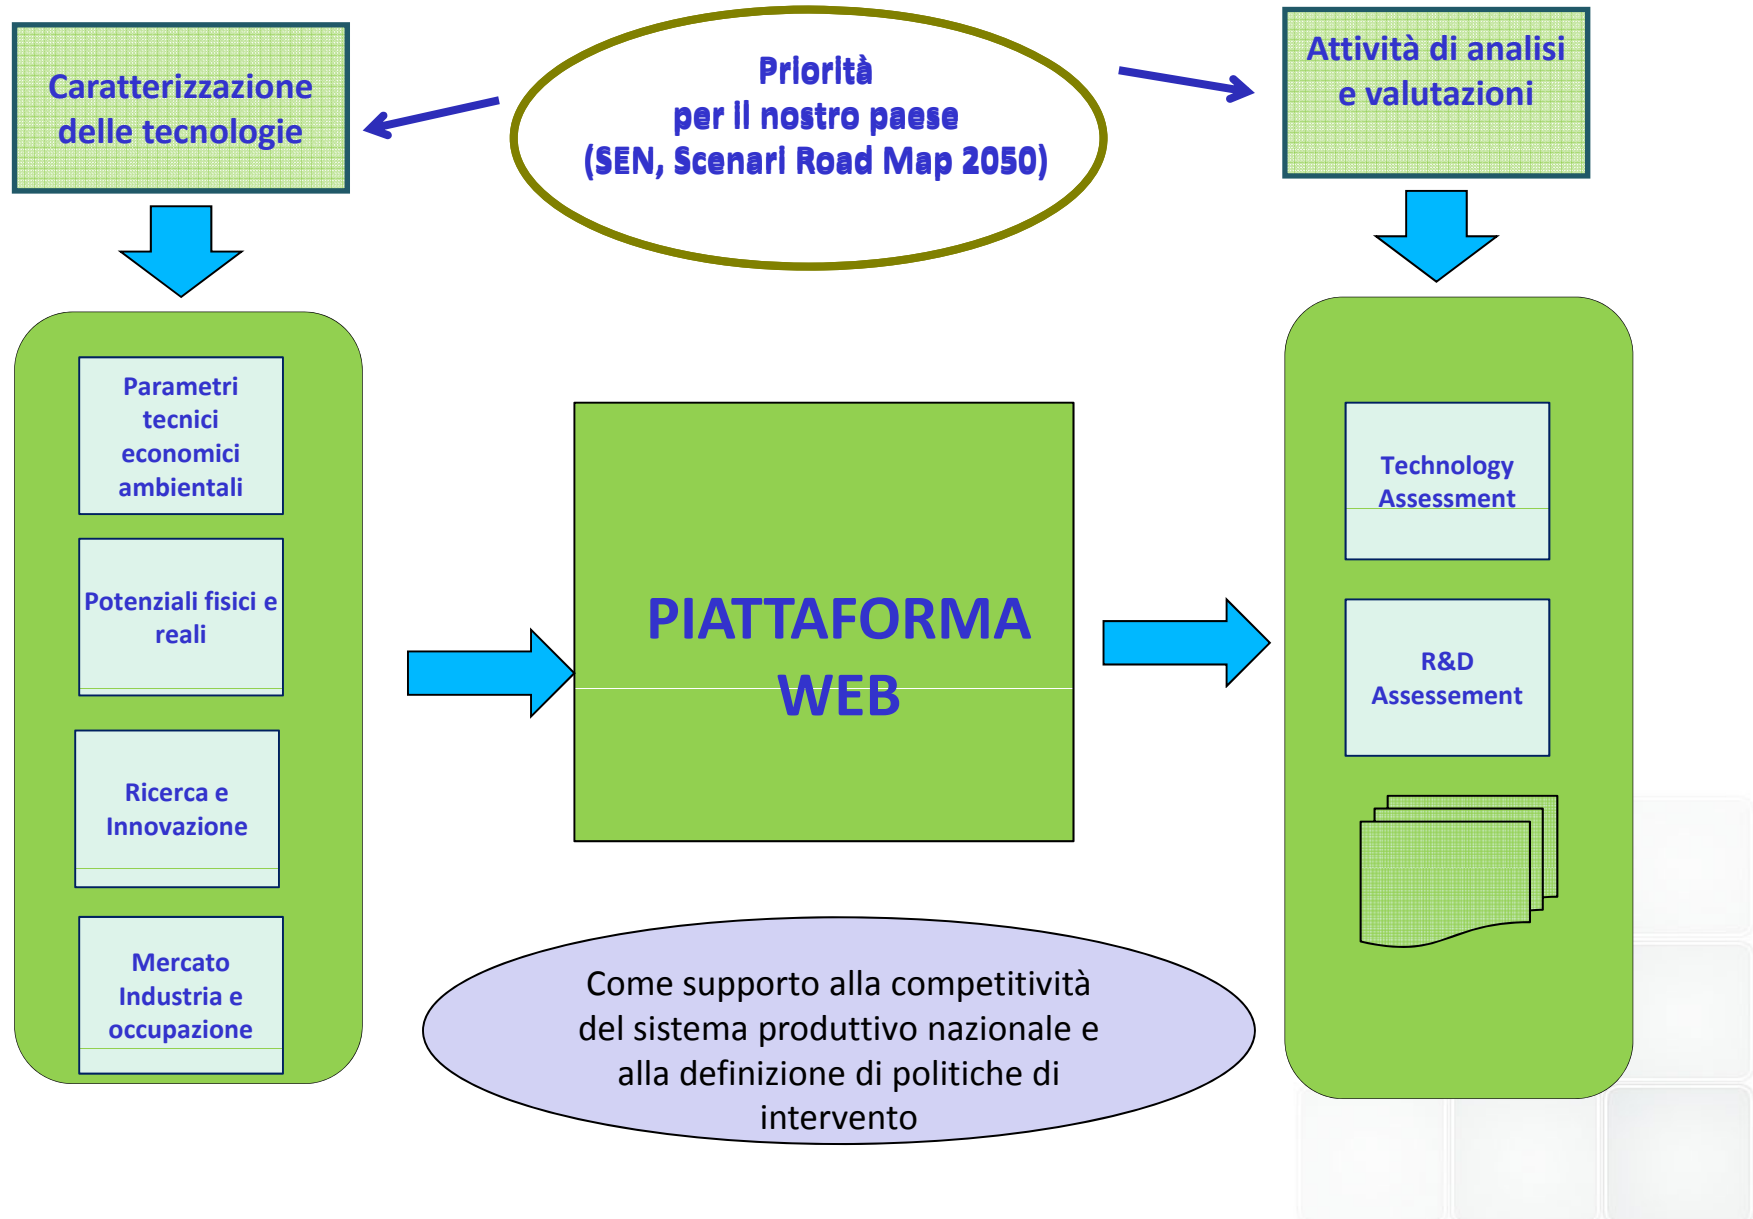 Caratterizzazione
delle tecnologie
Priorità
per il nostro paese
(SEN, Scenari Road Map 2050)
Attività di analisi
e valutazioni
Parametri
tecnici
economici
ambientali
Potenziali fisici e
reali
Ricerca e
Innovazione
Mercato
Industria e
occupazione
PIATTAFORMA
WEB
Technology
Assessment
R&D
Assessement
Come supporto alla competitività
del sistema produttivo nazionale e
alla definizione di politiche di
intervento